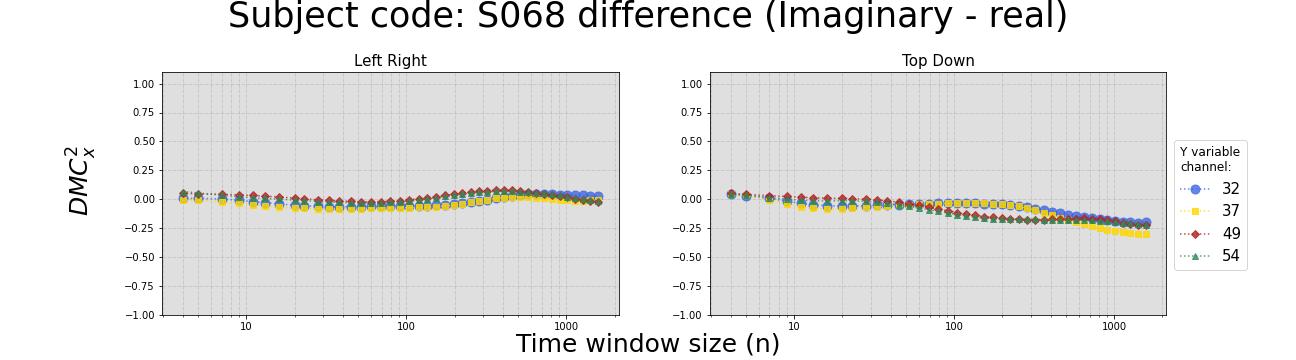 Subject code: S068 difference (Imaginary - real)
Left Right
Top Down
DMC²ₓ
1.00
0.75
0.50
0.25
0.00
−0.25
−0.50
−0.75
−1.00
10 100 1000
1.00
0.75
0.50
0.25
0.00
−0.25
−0.50
−0.75
−1.00
10 100 1000
Y variable
channel:
32
37
49
54
Time window size (n)